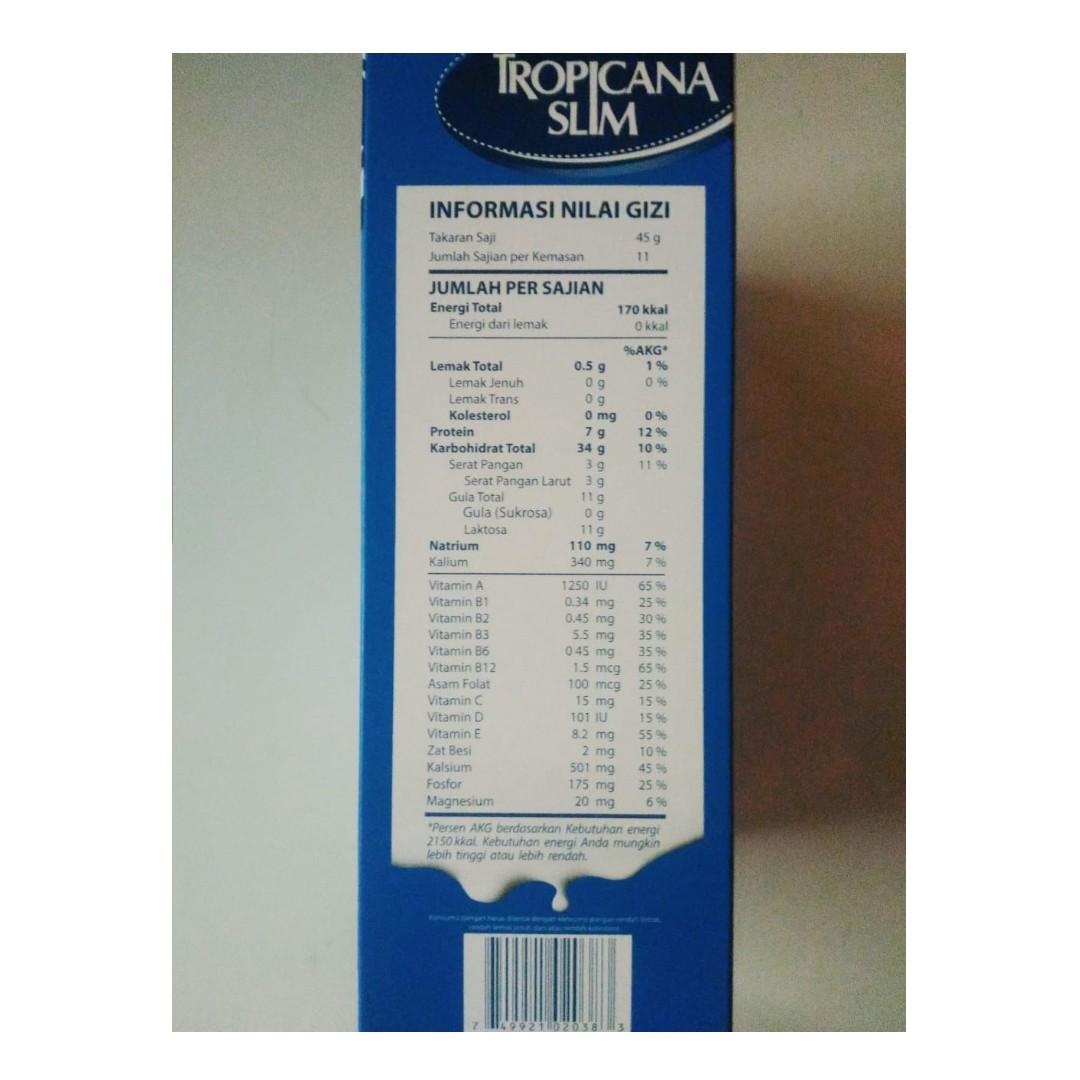 TROPICANA
SLIM
INFORMASI NILAI GIZI
Takaran Saji 45 g
Jumlah Sajian per Kemasan 11
JUMLAH PER SAJIAN
Energi Total 170 kkal
Energi dari lemak 0 kkal
%AKG*
Lemak Total 0.5 g 1 %
Lemak Jenuh 0 g 0 %
Lemak Trans 0 g
Kolesterol 0 mg 0 %
Protein 7 g 12 %
Karbohidrat Total 34 g 10 %
Serat Pangan 3 g 11 %
Serat Pangan Larut 3 g
Gula Total 11 g
Gula (Sukrosa) 0 g
Laktosa 11 g
Natrium 110 mg 7 %
Kalium 340 mg 7 %
Vitamin A 1250 IU 65 %
Vitamin B1 0.34 mg 25 %
Vitamin B2 0.45 mg 30 %
Vitamin B3 5.5 mg 35 %
Vitamin B6 0 45 mg 35 %
Vitamin B12 1.5 mcg 65 %
Asam Folat 100 mcg 25 %
Vitamin C 15 mg 15 %
Vitamin D 101 IU 15 %
Vitamin E 8.2 mg 55 %
Zat Besi 2 mg 10 %
Kalsium 501 mg 45 %
Fosfor 175 mg 25 %
Magnesium 20 mg 6 %
*Persen AKG berdasarkan Kebutuhan energi
2150 kkal. Kebutuhan energi Anda mungkin
lebih tinggi atau lebih rendah.
7 49921 02038 3